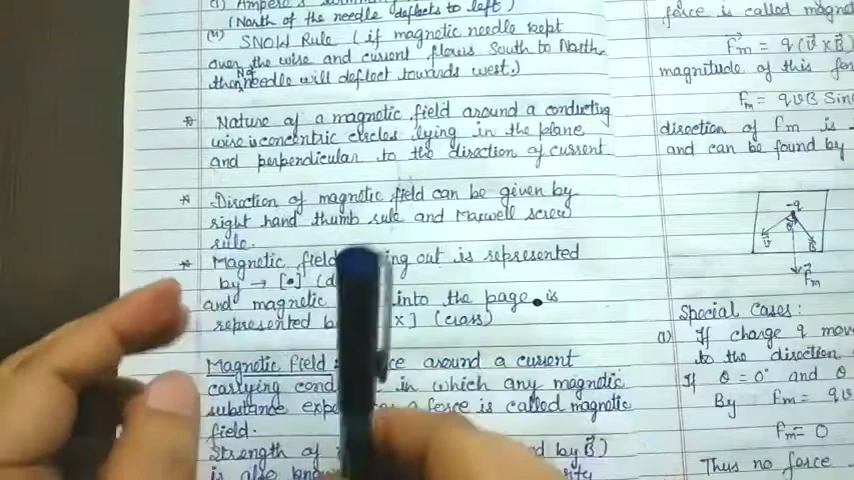 (North of the needle deflects to left)
(ii) SNOW Rule (if magnetic needle kept
over the wire and current flows South to North
then needle will deflect towards west.)
* Nature of a magnetic field around a conducting
wire is concentric circles lying in the plane
and perpendicular to the direction of current
* Direction of magnetic field can be given by
right hand thumb rule and Maxwell screw
rule.
* Magnetic field out is represented
by → [•]
and magnetic into the page is
represented [x] (cross)
Magnetic field around a current
carrying in which any magnetic
substance a force is called magnetic
field.
Strength of by B⃗)
is also
force is called
F⃗m = q(v⃗ x B⃗)
magnitude of this
Fm = qvB Sin
direction of Fm is
and can be found by
-q
θ
v⃗ B⃗
F⃗m
Special Cases:
(i) If charge q
to the direction
If θ = 0° and θ
By Fm = qv
Fm = 0
Thus no force